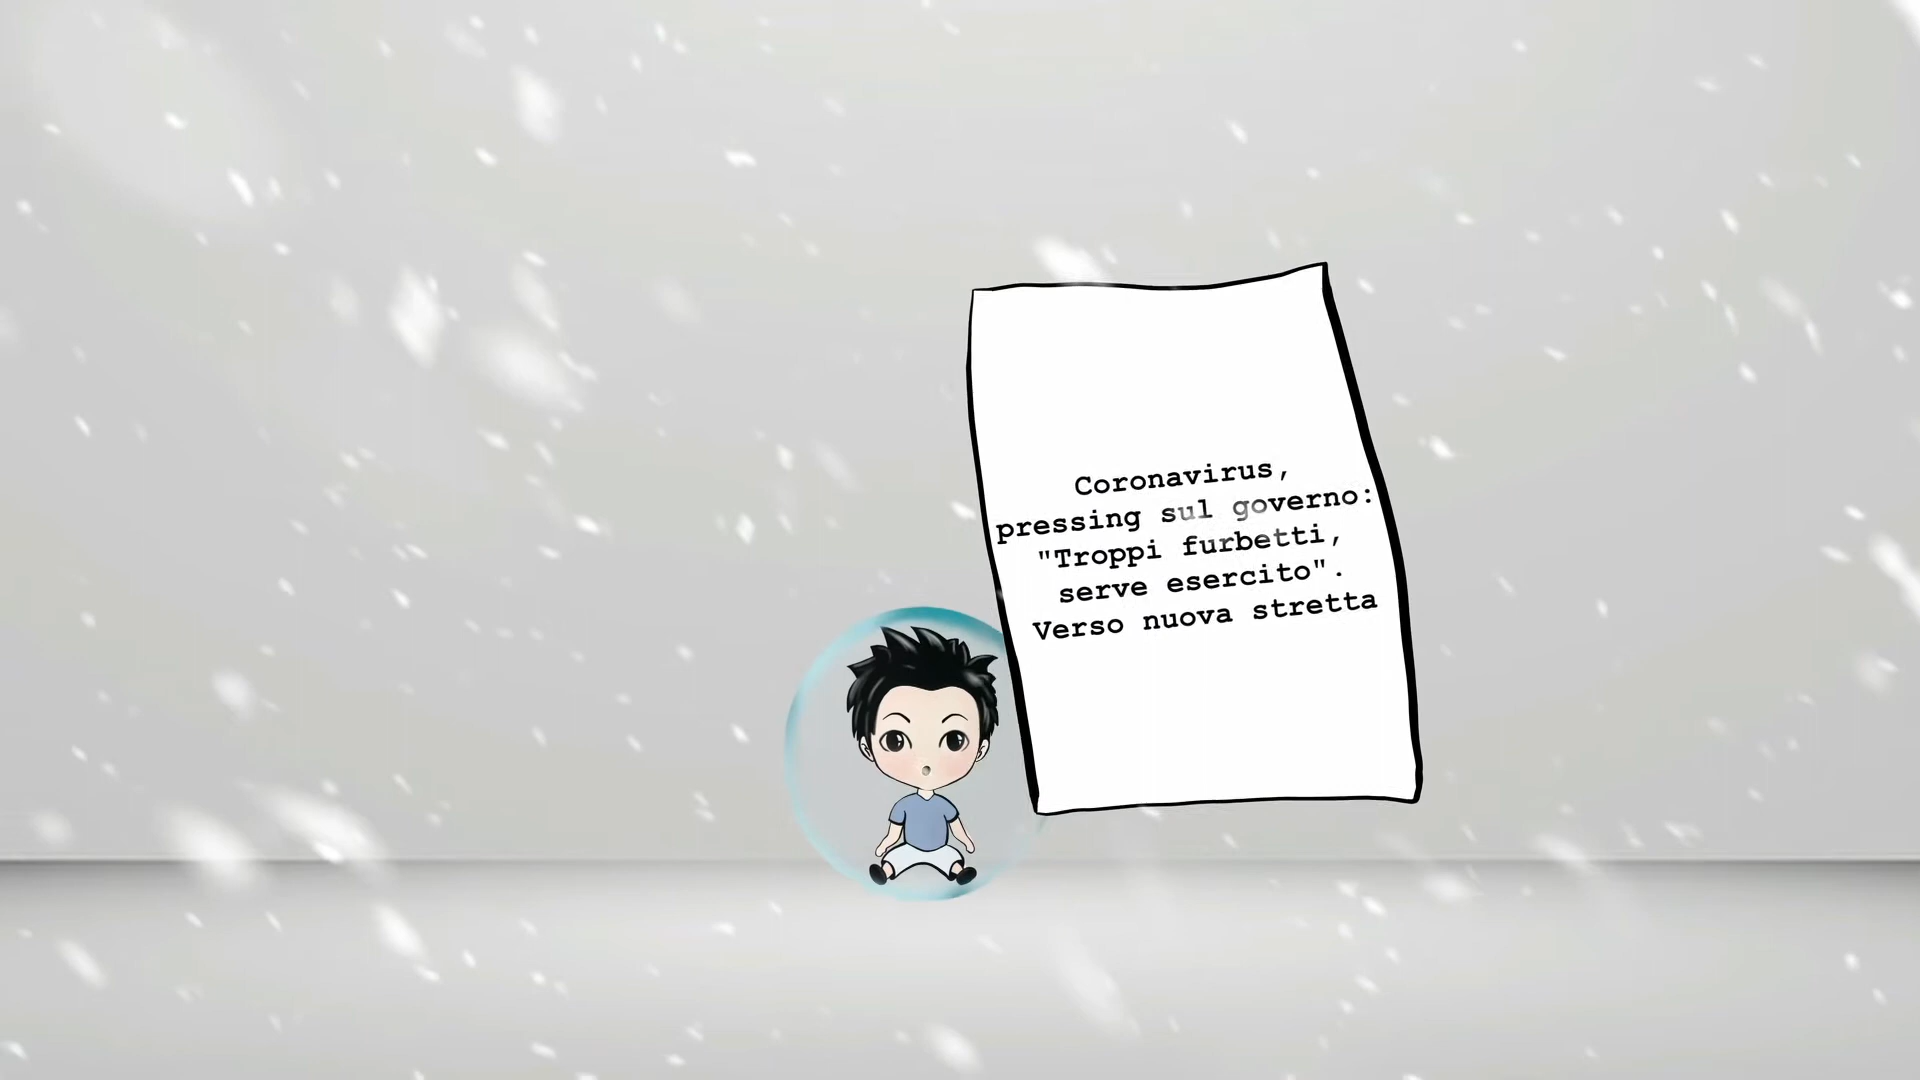 Coronavirus,
pressing sul governo:
"Troppi furbetti,
serve esercito".
Verso nuova stretta